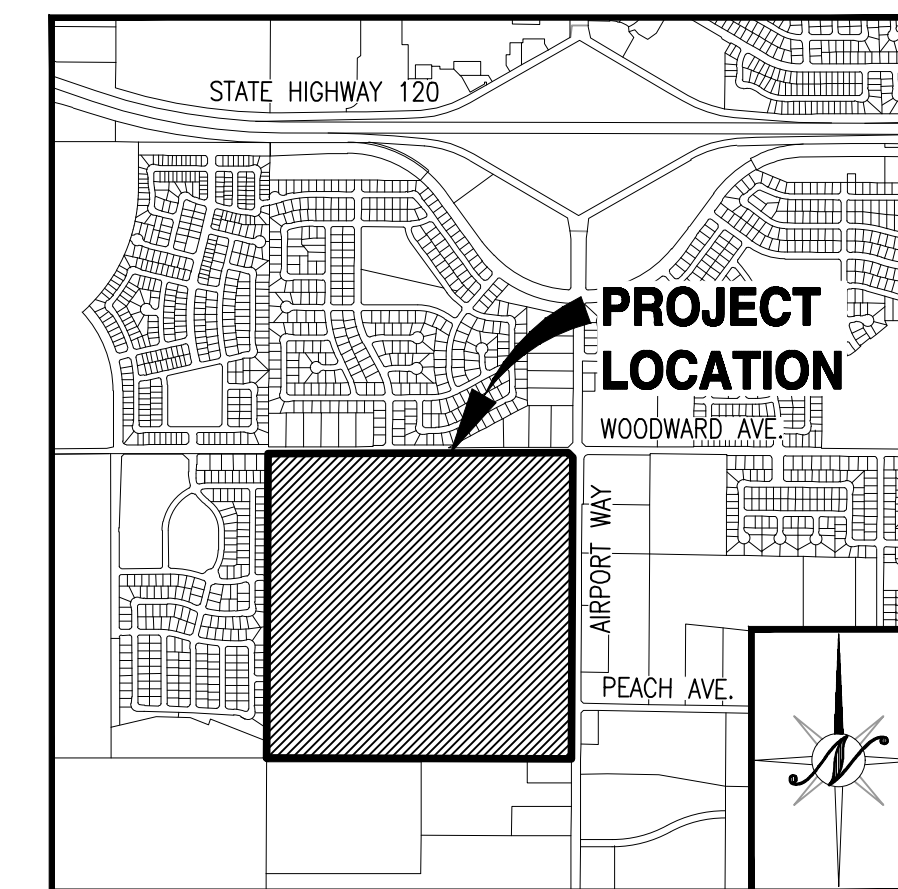 STATE HIGHWAY 120
PROJECT
LOCATION
WOODWARD AVE.
AIRPORT WAY
PEACH AVE.
N